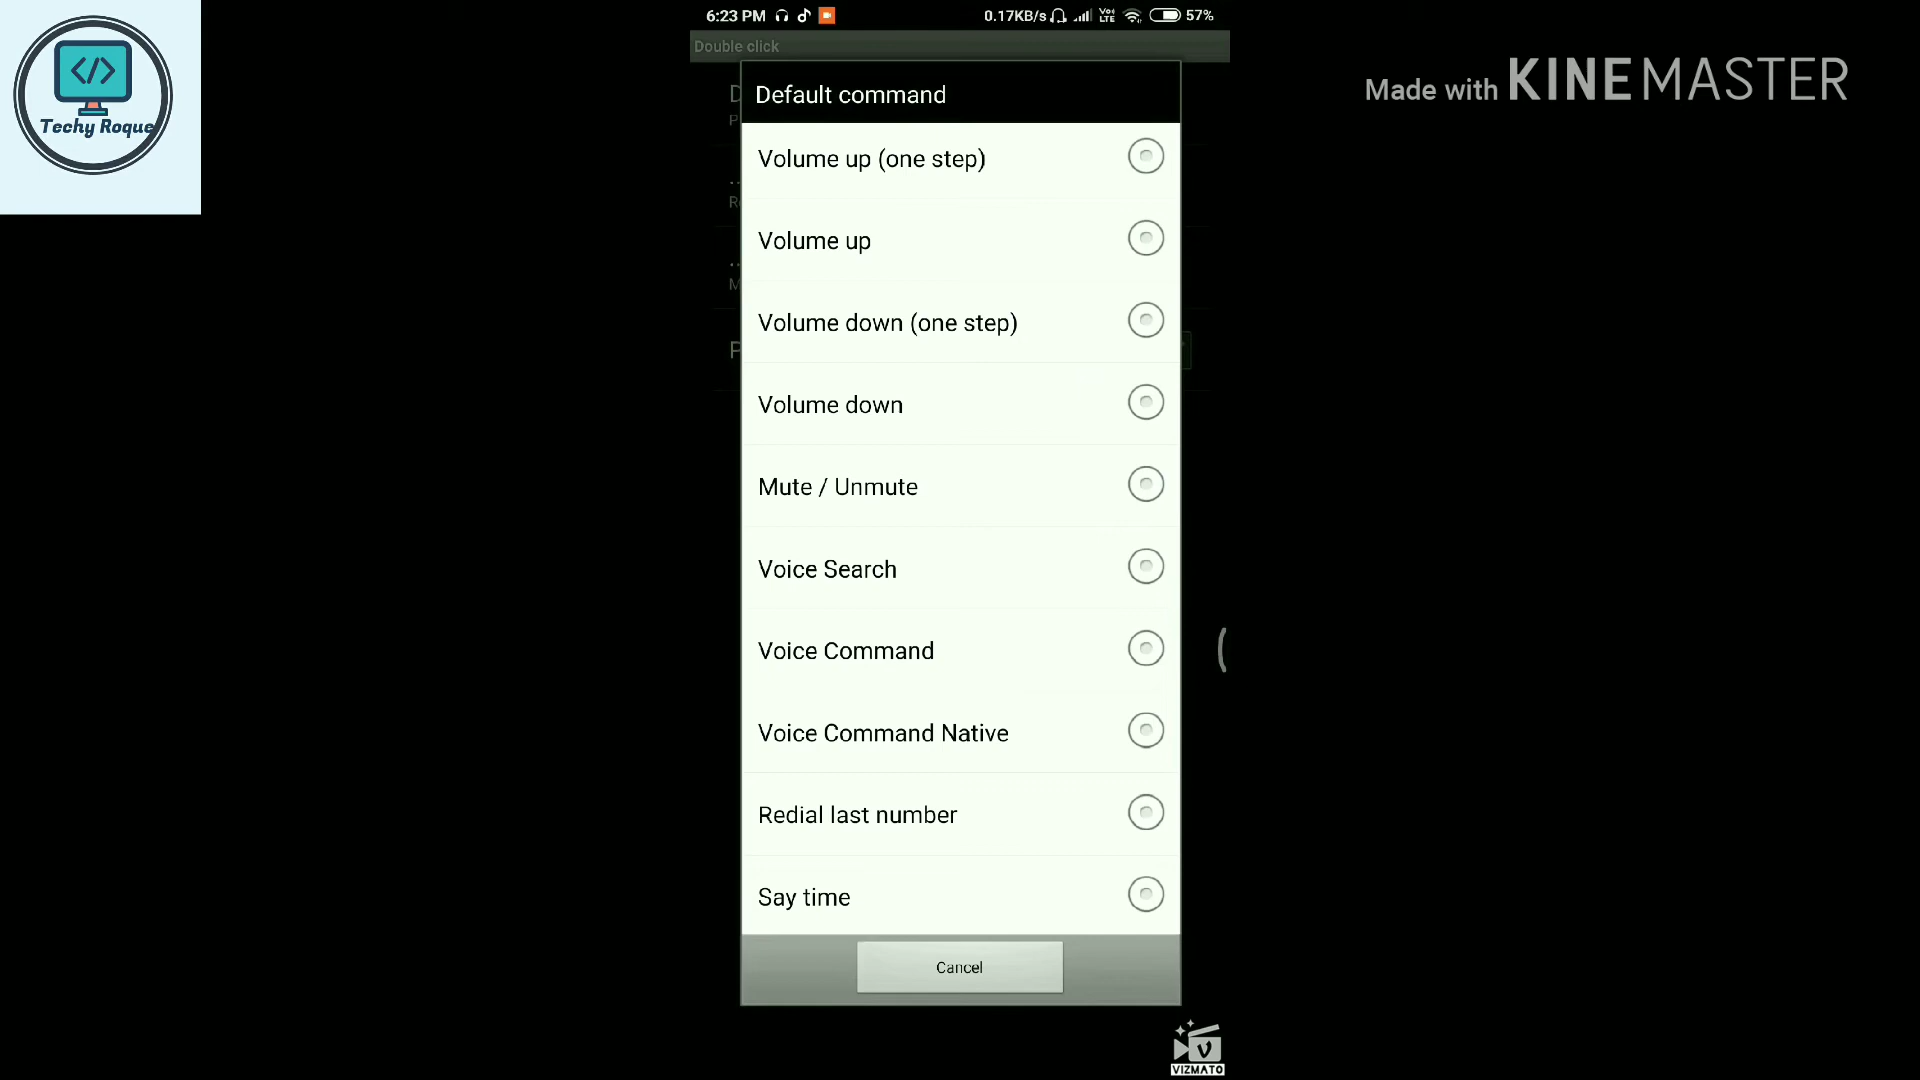 Techy Roque
6:23 PM
0.17KB/s
Vo)
LTE
57%
Made with KINEMASTER
Double click
Default command
Volume up (one step)
Volume up
Volume down (one step)
Volume down
Mute / Unmute
Voice Search
Voice Command
Voice Command Native
Redial last number
Say time
Cancel
V
VIZMATO